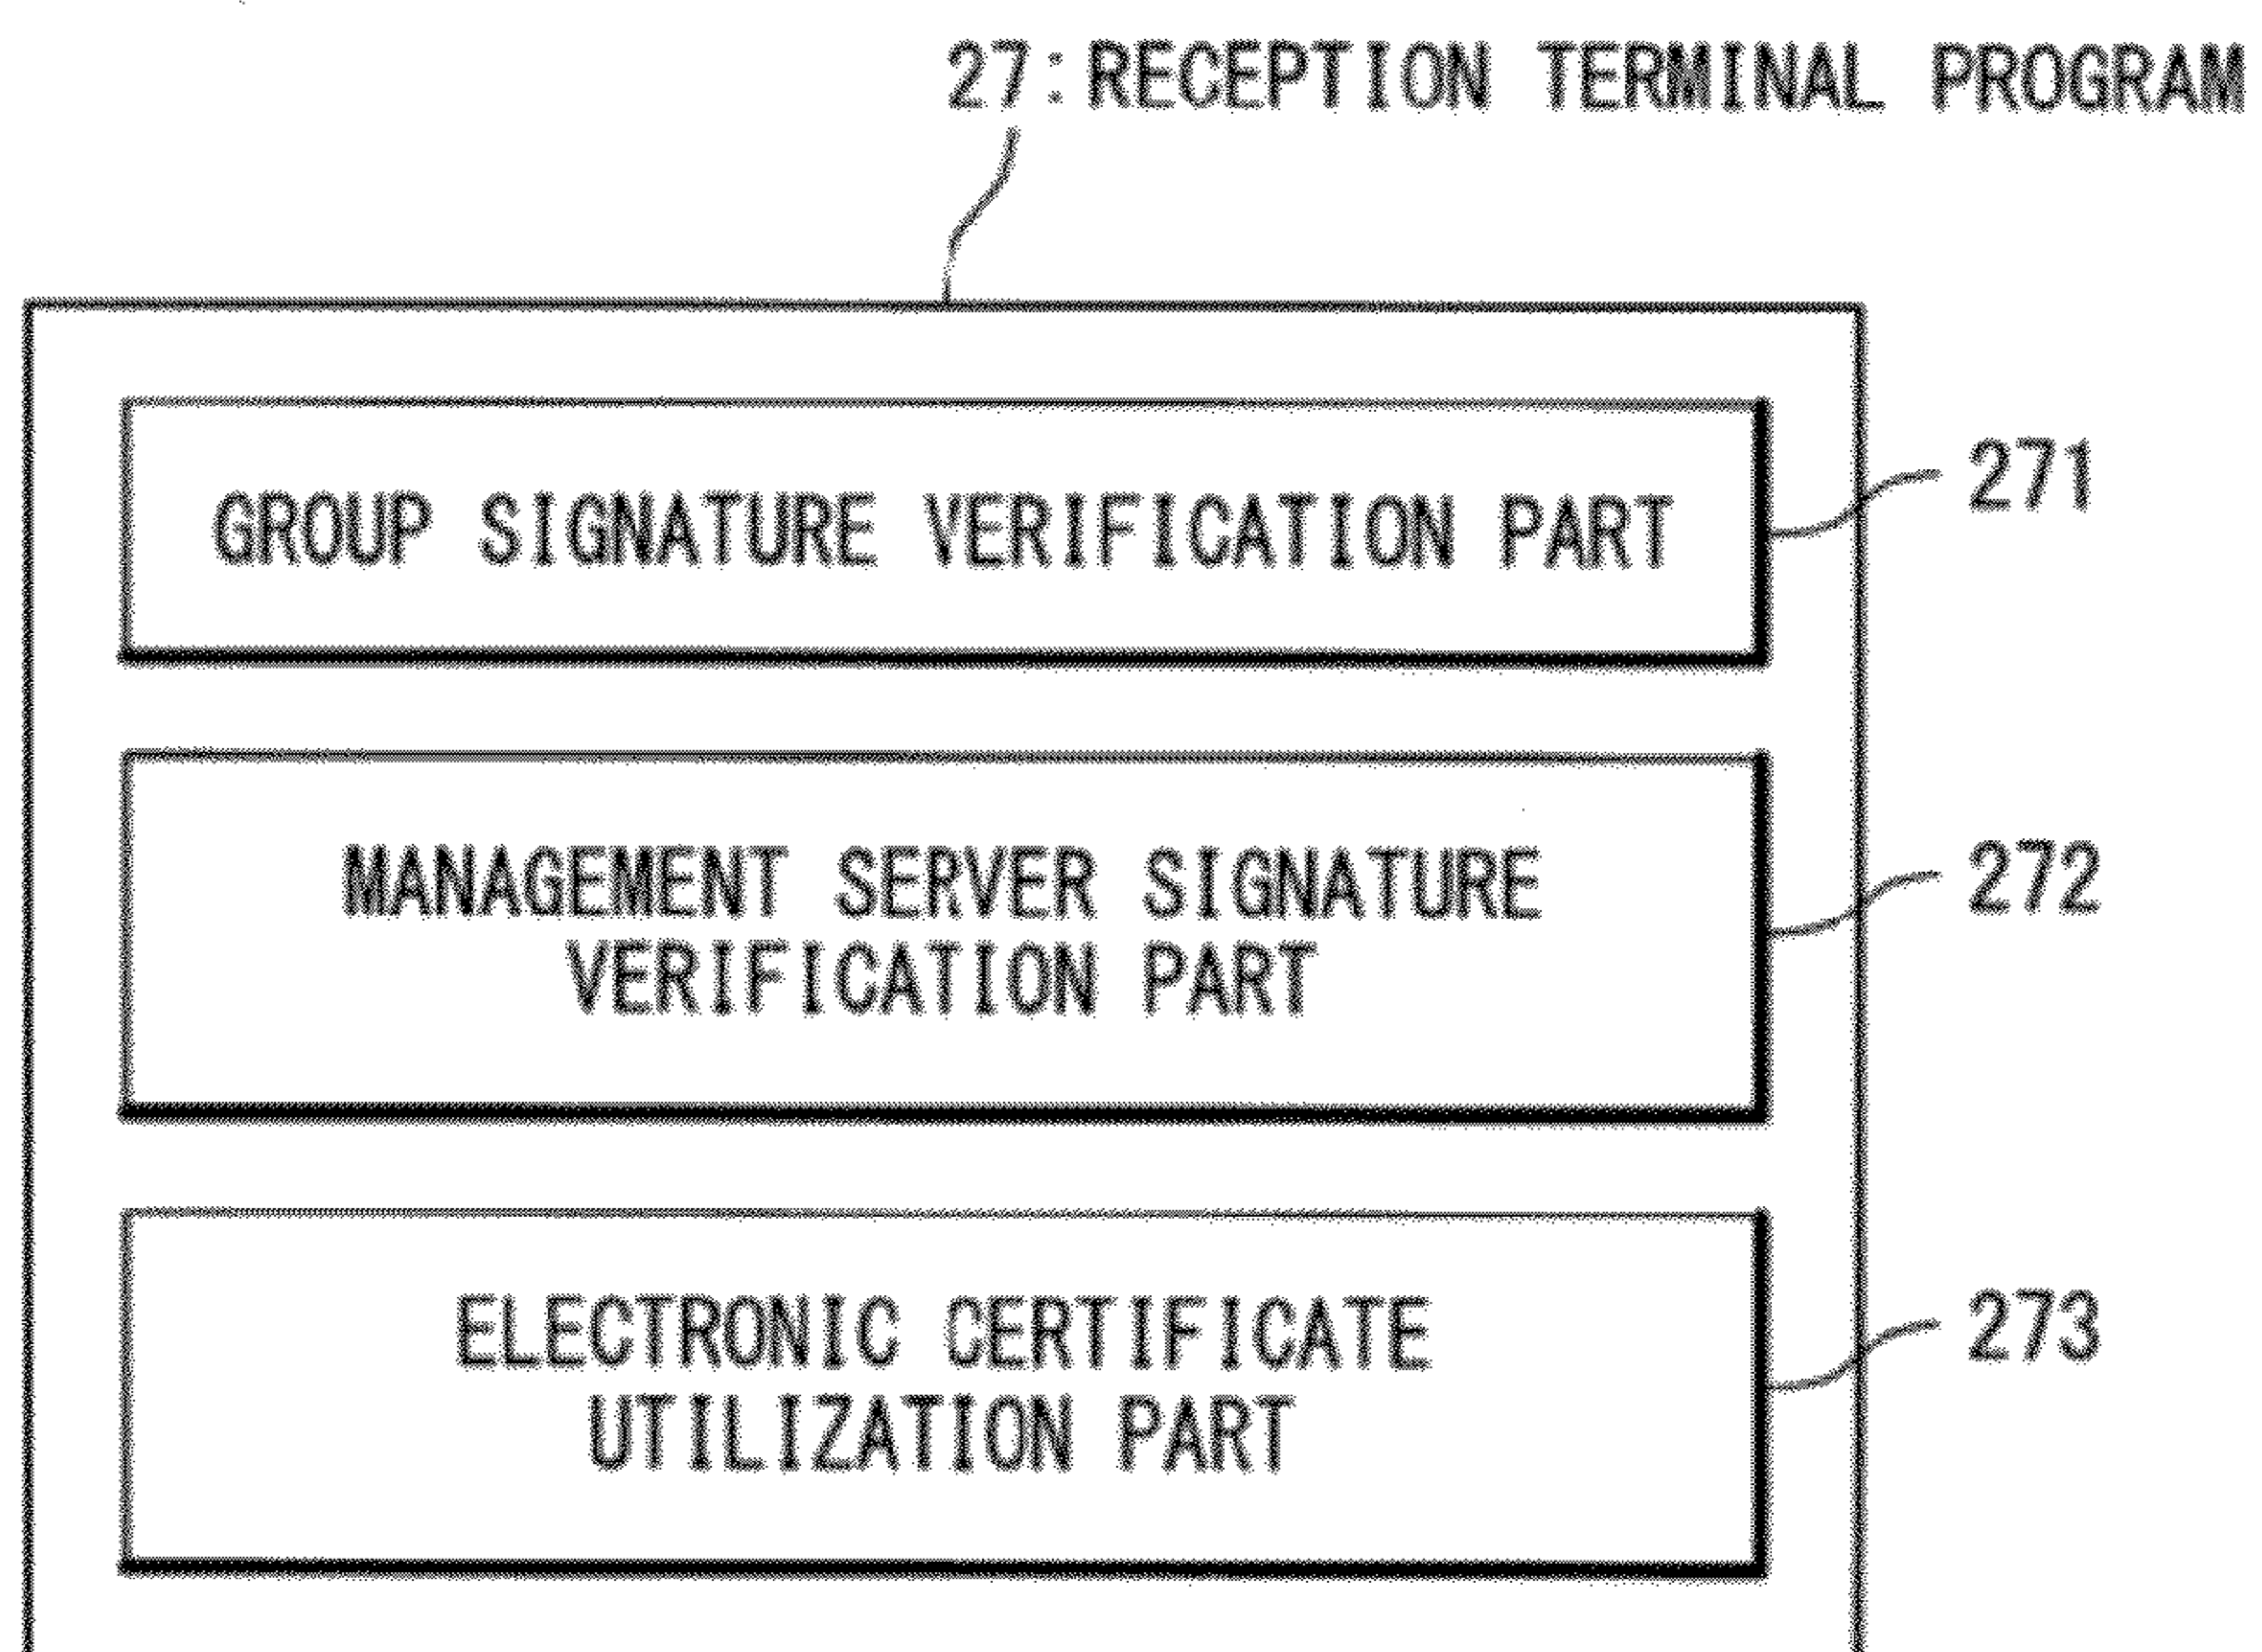 27:RECEPTION TERMINAL PROGRAM
GROUP SIGNATURE VERIFICATION PART
271
MANAGEMENT SERVER SIGNATURE
VERIFICATION PART
272
ELECTRONIC CERTIFICATE
UTILIZATION PART
273